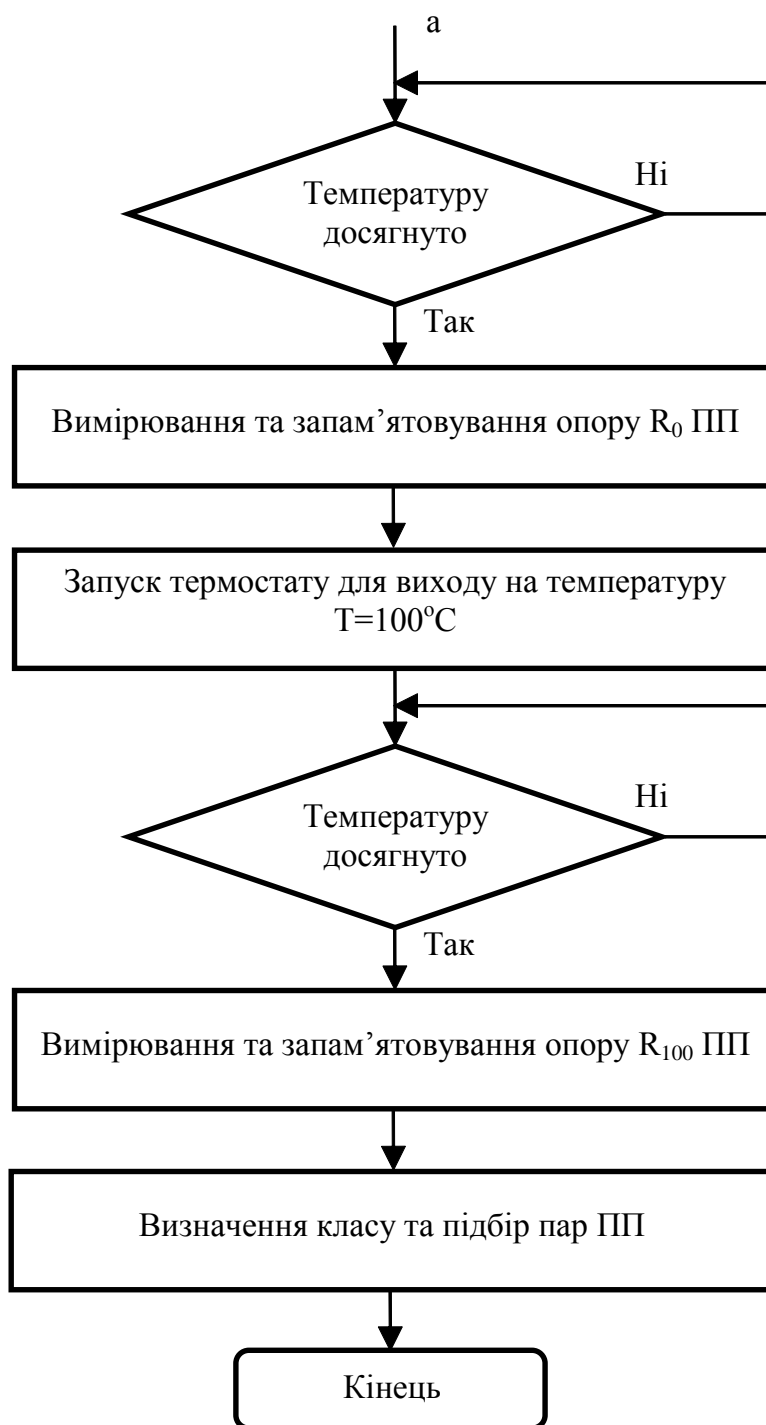 а
Ні
Температуру
досягнуто
Так
Вимірювання та запам’ятовування опору R₀ ПП
Запуск термостату для виходу на температуру
Т=100°С
Ні
Температуру
досягнуто
Так
Вимірювання та запам’ятовування опору R₁₀₀ ПП
Визначення класу та підбір пар ПП
Кінець